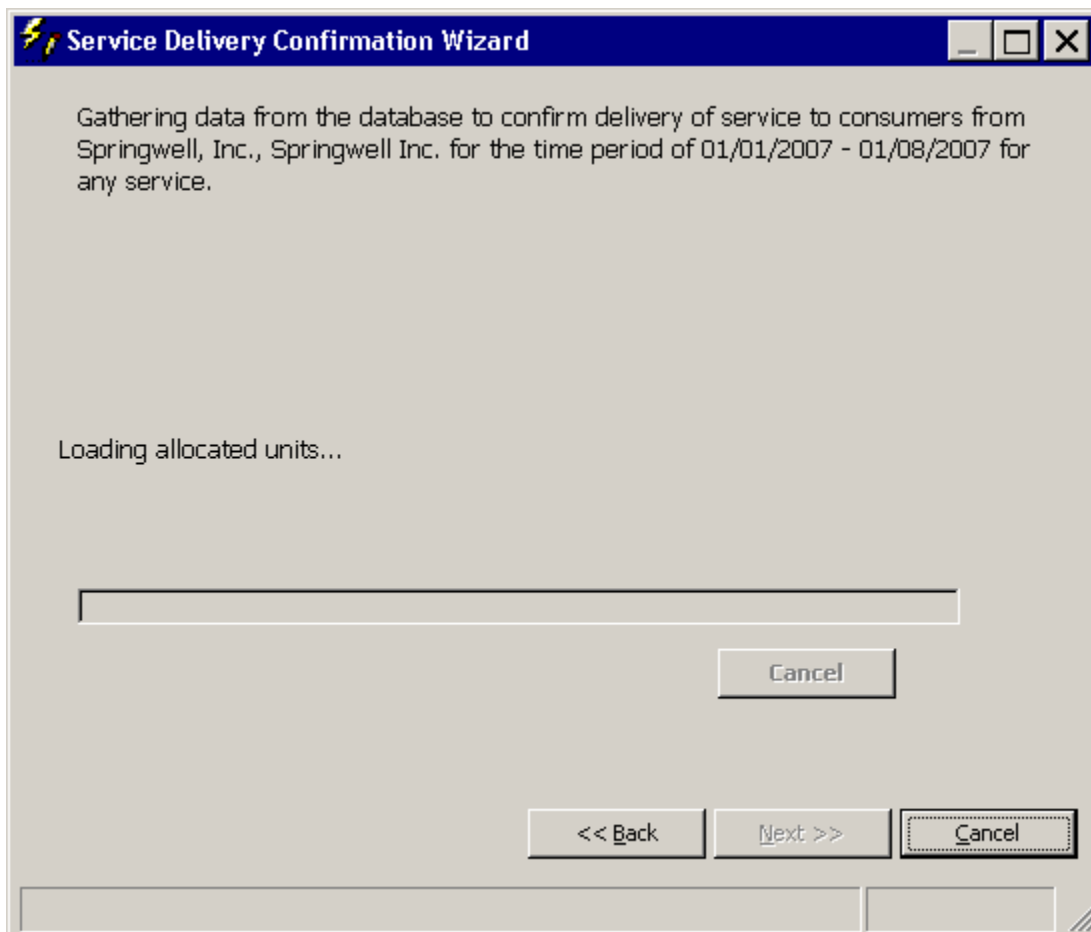 Service Delivery Confirmation Wizard
Gathering data from the database to confirm delivery of service to consumers from
Springwell, Inc., Springwell Inc. for the time period of 01/01/2007 - 01/08/2007 for
any service.
Loading allocated units...
Cancel
<< Back Next >> Cancel